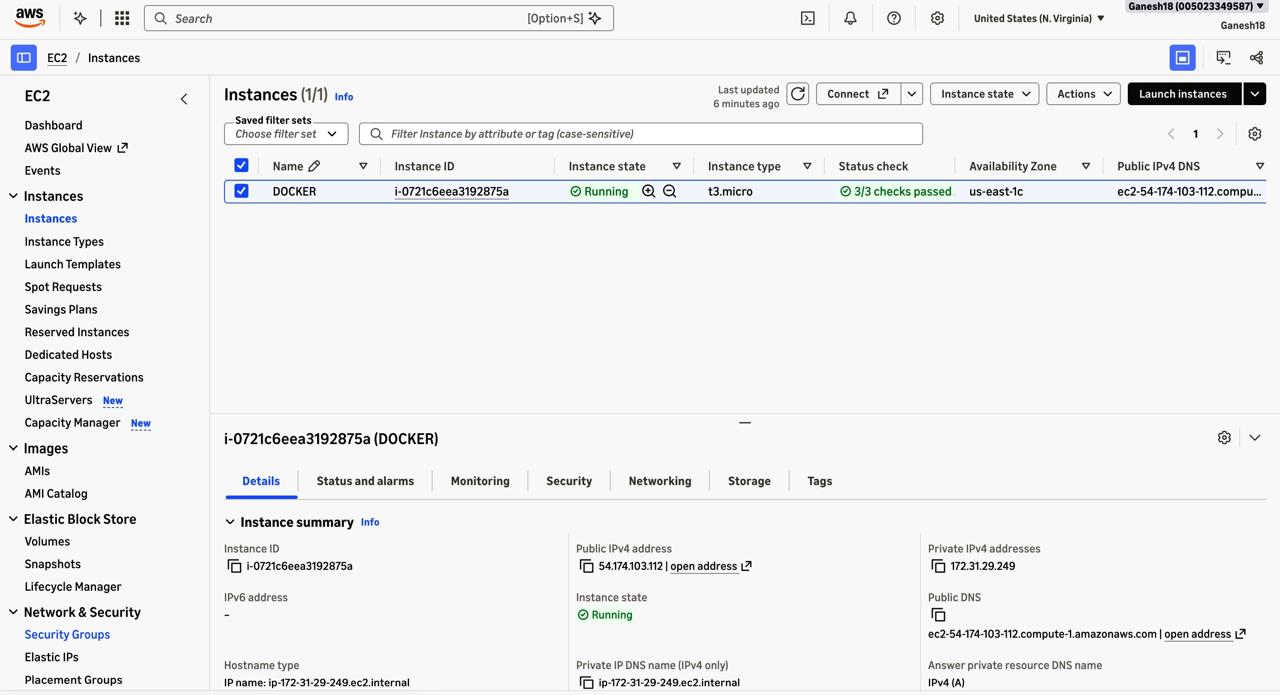 aws
Search [Option+S]
United States (N. Virginia)
Ganesh18 (005023349587)
Ganesh18
EC2 / Instances
EC2
Dashboard
AWS Global View
Events
Instances
Instances
Instance Types
Launch Templates
Spot Requests
Savings Plans
Reserved Instances
Dedicated Hosts
Capacity Reservations
UltraServers New
Capacity Manager New
Images
AMIs
AMI Catalog
Elastic Block Store
Volumes
Snapshots
Lifecycle Manager
Network & Security
Security Groups
Elastic IPs
Placement Groups
Instances (1/1) Info
Last updated
6 minutes ago
Connect
Instance state
Actions
Launch instances
Saved filter sets
Choose filter set
Filter Instance by attribute or tag (case-sensitive)
1
Name Instance ID Instance state Instance type Status check Availability Zone Public IPv4 DNS
DOCKER i-0721c6eea3192875a Running t3.micro 3/3 checks passed us-east-1c ec2-54-174-103-112.compu...
i-0721c6eea3192875a (DOCKER)
Details Status and alarms Monitoring Security Networking Storage Tags
Instance summary Info
Instance ID
i-0721c6eea3192875a
Public IPv4 address
54.174.103.112 | open address
Private IPv4 addresses
172.31.29.249
IPv6 address
–
Instance state
Running
Public DNS
ec2-54-174-103-112.compute-1.amazonaws.com | open address
Hostname type
IP name: ip-172-31-29-249.ec2.internal
Private IP DNS name (IPv4 only)
ip-172-31-29-249.ec2.internal
Answer private resource DNS name
IPv4 (A)